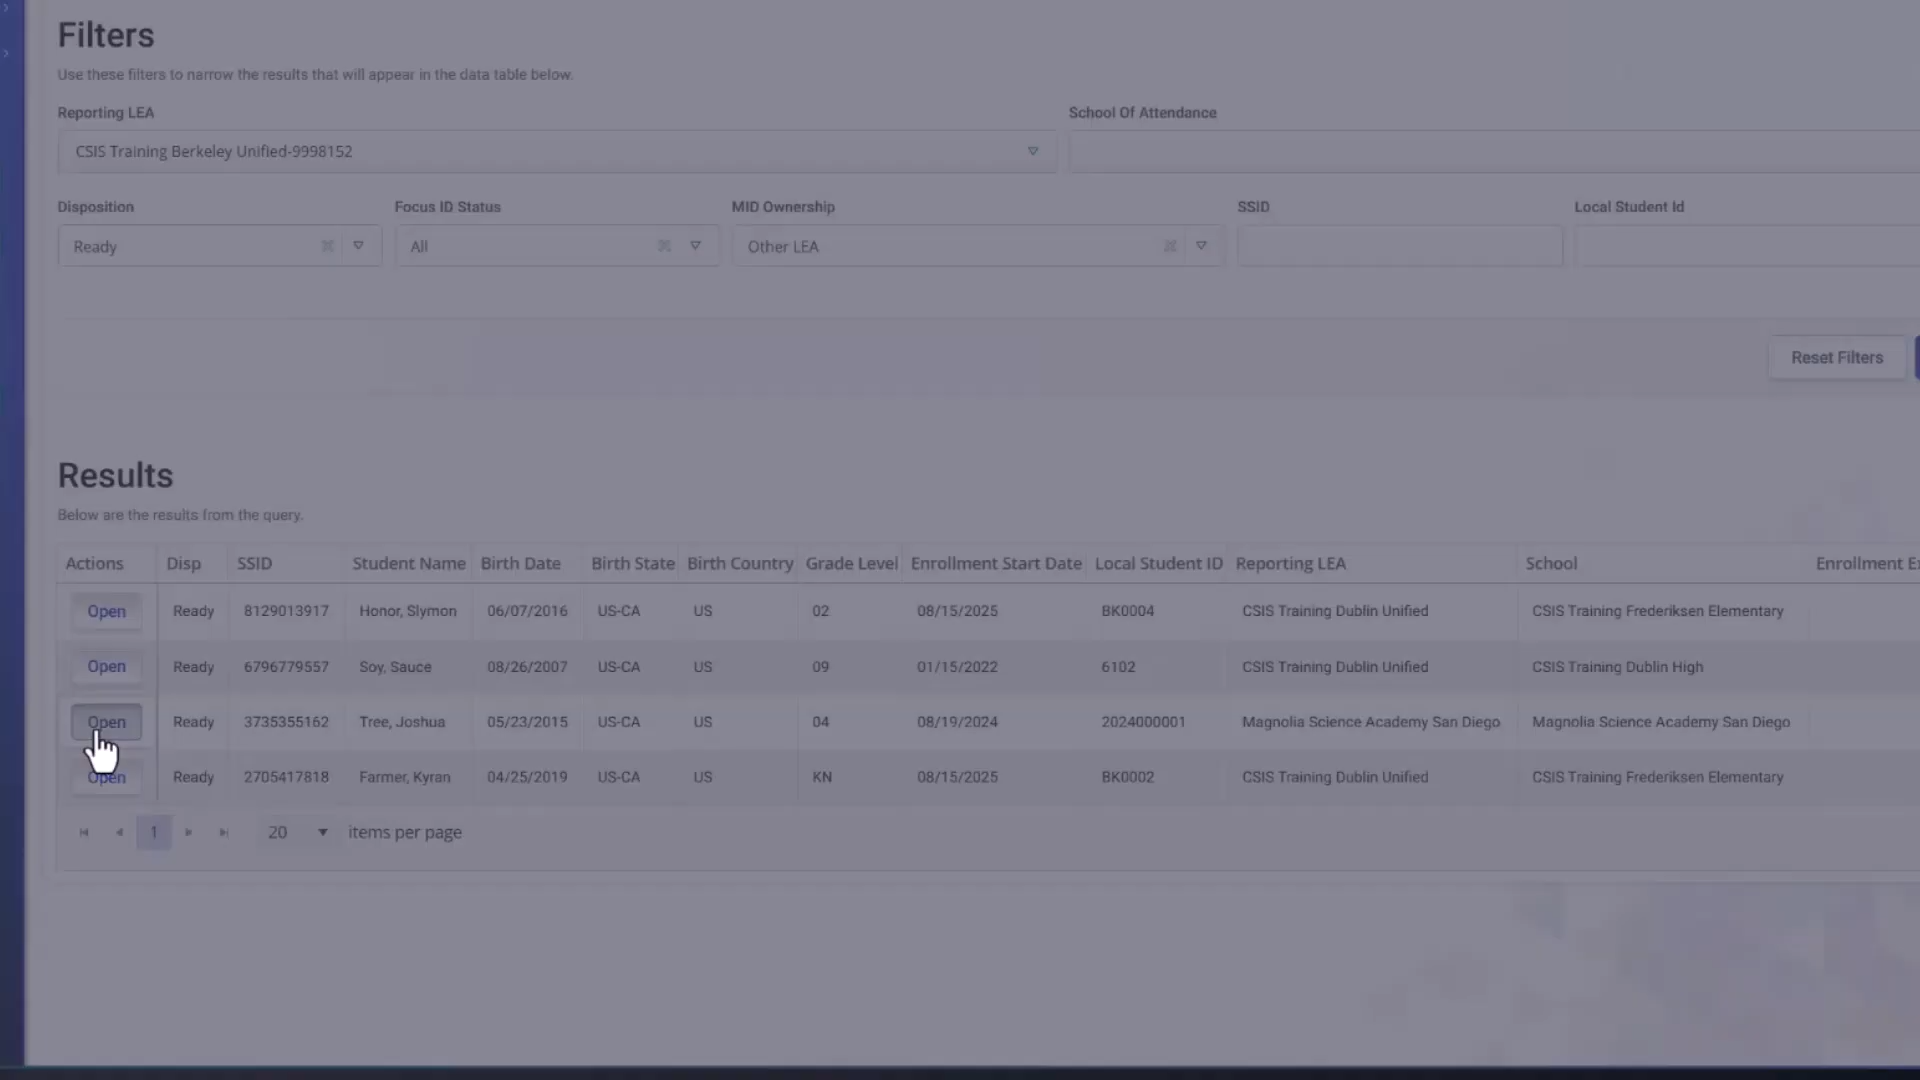 Filters
Use these filters to narrow the results that will appear in the data table below.
Reporting LEA School Of Attendance
CSIS Training Berkeley Unified-9998152
Disposition Focus ID Status MID Ownership SSID Local Student Id
Ready All Other LEA
Reset Filters
Results
Below are the results from the query.
Actions Disp SSID Student Name Birth Date Birth State Birth Country Grade Level Enrollment Start Date Local Student ID Reporting LEA School Enrollment
Open Ready 8129013917 Honor, Slymon 06/07/2016 US-CA US 02 08/15/2025 BK0004 CSIS Training Dublin Unified CSIS Training Frederiksen Elementary
Open Ready 6796779557 Soy, Sauce 08/26/2007 US-CA US 09 01/15/2022 6102 CSIS Training Dublin Unified CSIS Training Dublin High
Open Ready 3735355162 Tree, Joshua 05/23/2015 US-CA US 04 08/19/2024 2024000001 Magnolia Science Academy San Diego Magnolia Science Academy San Diego
Open Ready 2705417818 Farmer, Kyran 04/25/2019 US-CA US KN 08/15/2025 BK0002 CSIS Training Dublin Unified CSIS Training Frederiksen Elementary
1 20 items per page